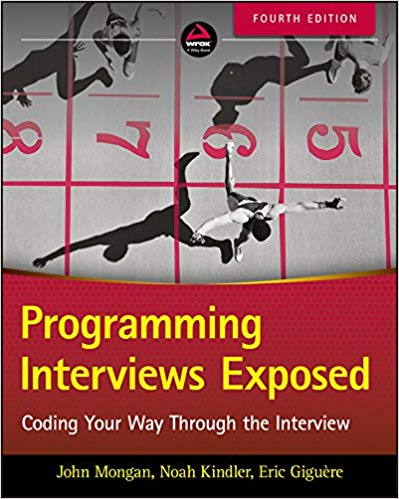 FOURTH EDITION
wrox
A Wiley Brand
8 7 6 5
Programming
Interviews Exposed
Coding Your Way Through the Interview
John Mongan, Noah Kindler, Eric Giguère